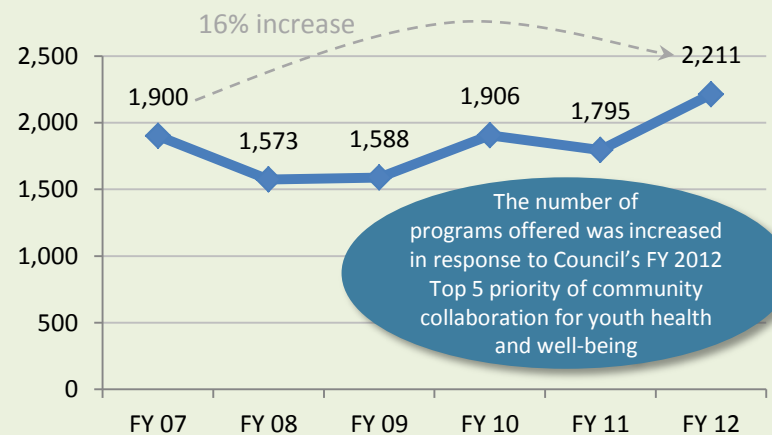 16% increase
2,500
2,000
1,500
1,000
500
0
1,900
1,573
1,588
1,906
1,795
2,211
The number of
programs offered was increased
in response to Council’s FY 2012
Top 5 priority of community
collaboration for youth health
and well-being
FY 07
FY 08
FY 09
FY 10
FY 11
FY 12